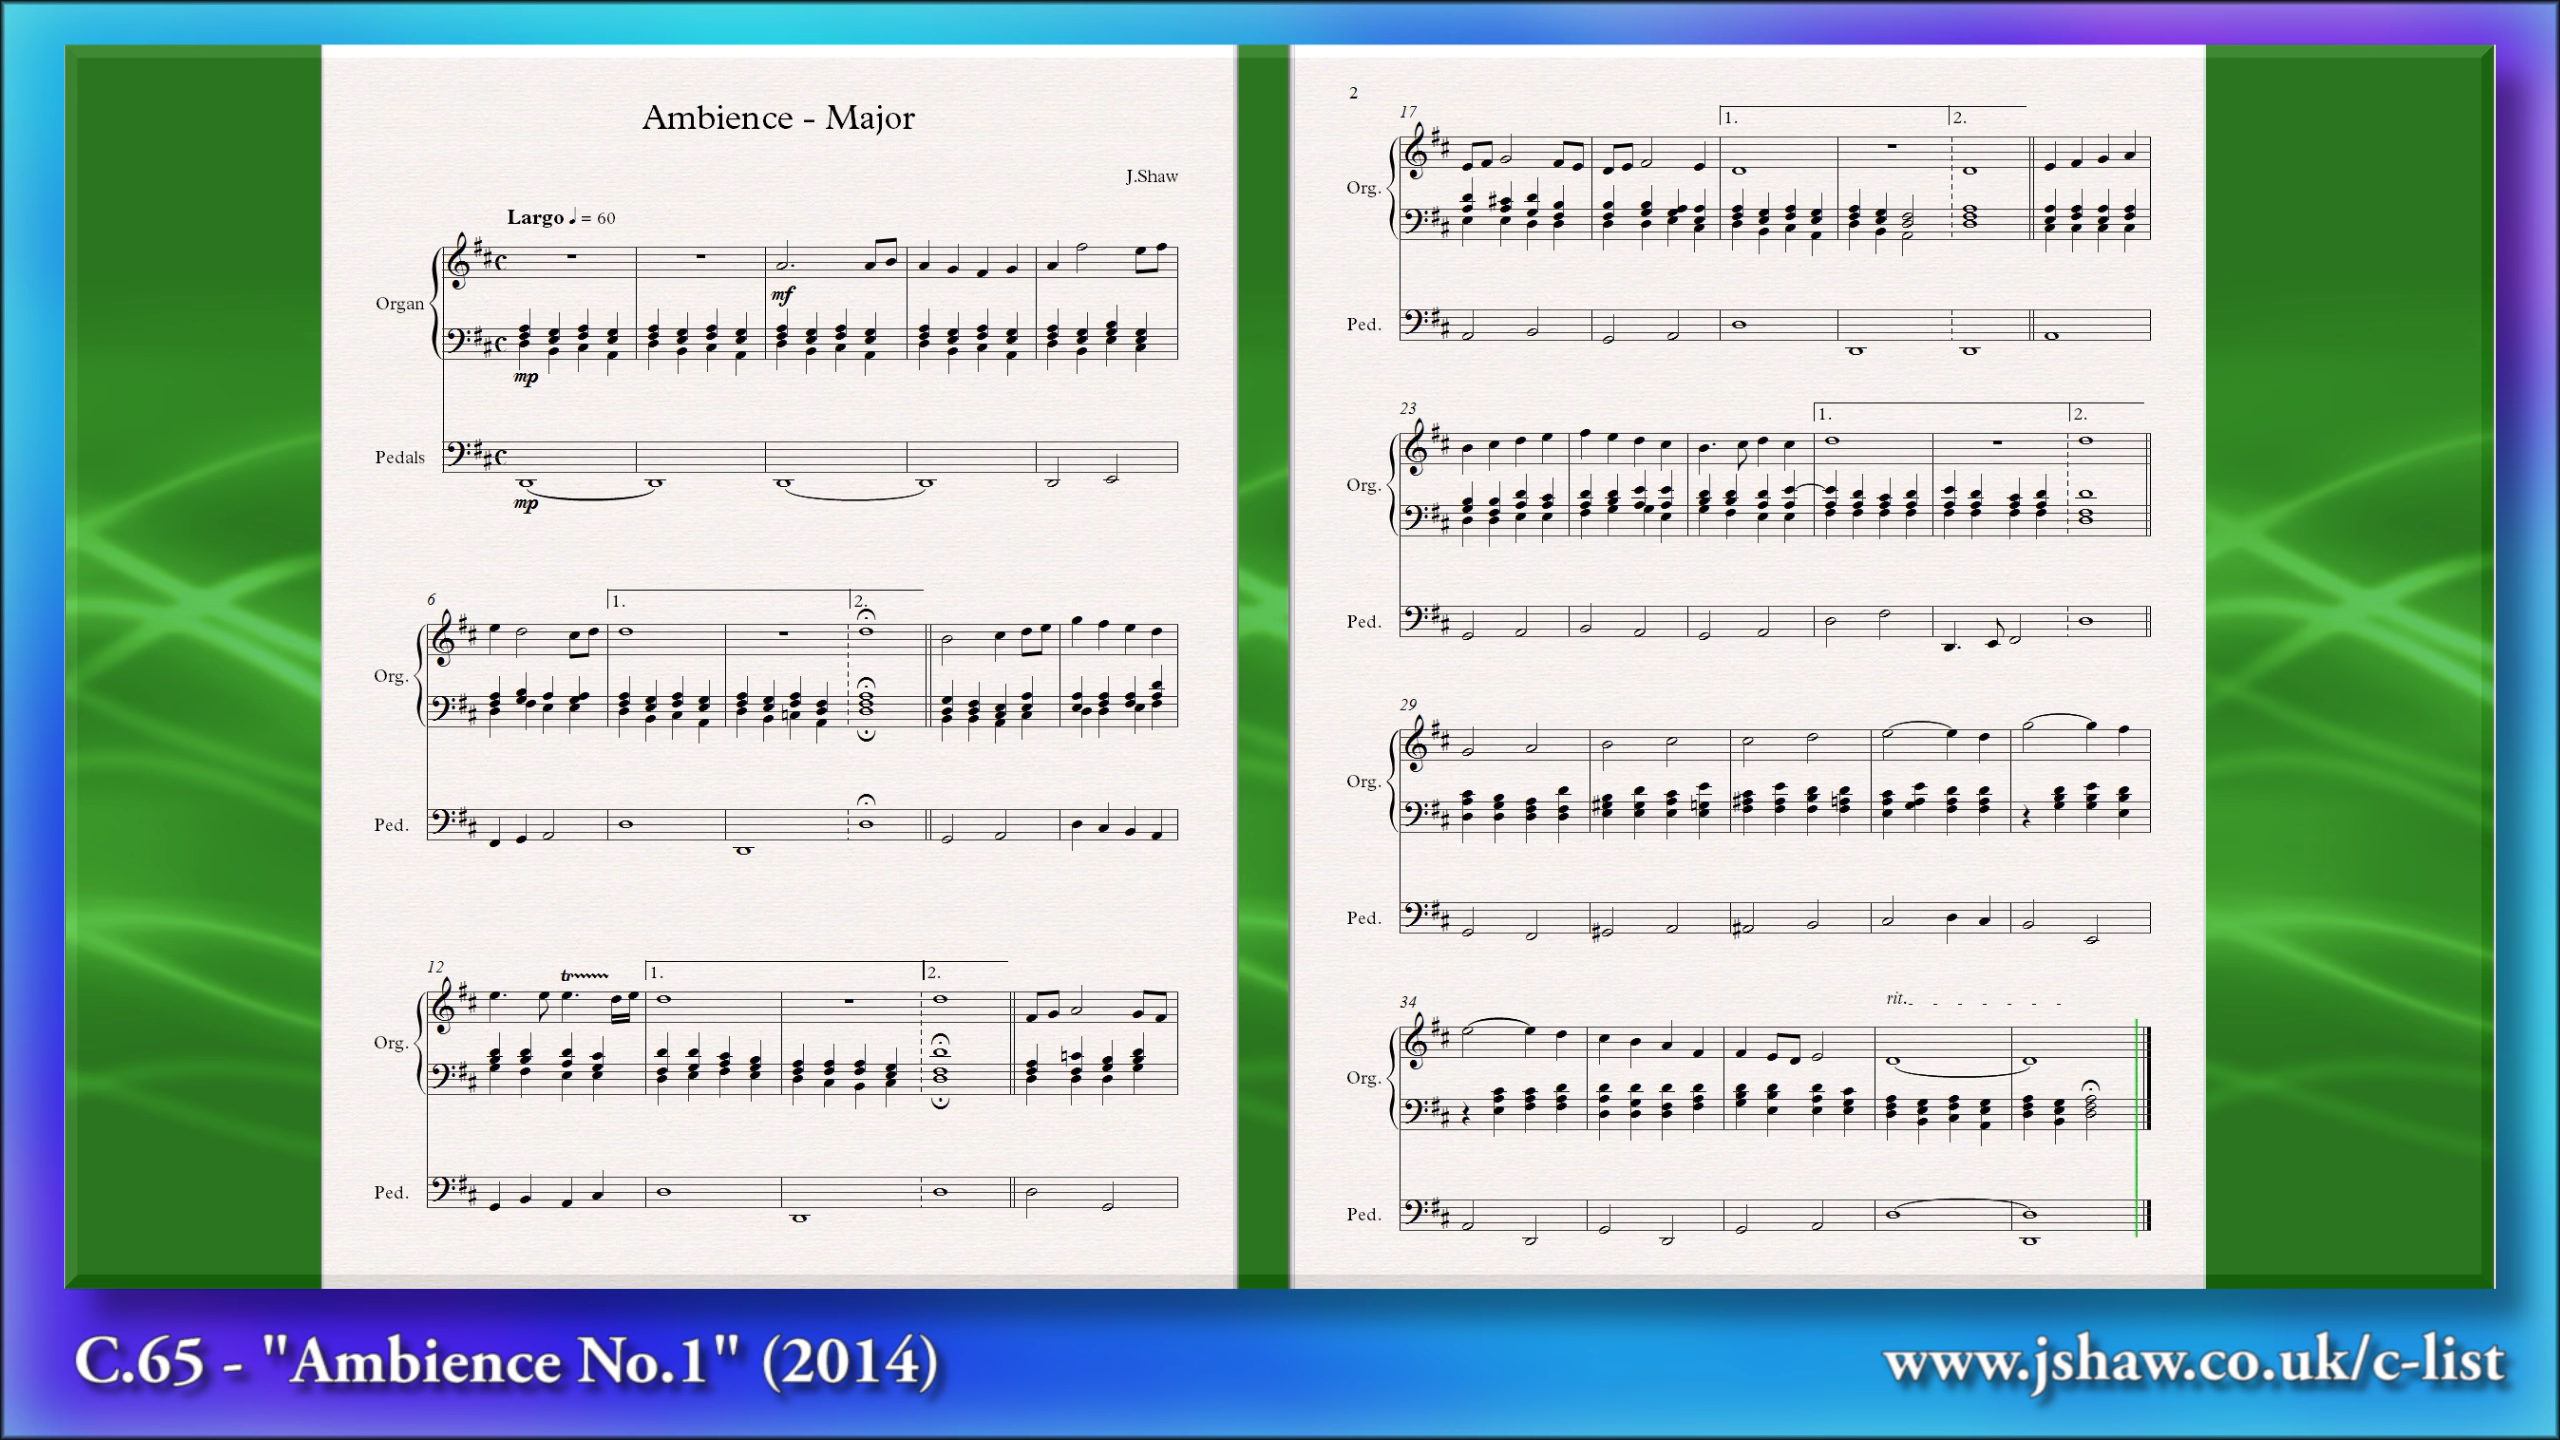 Ambience - Major
J.Shaw
Largo ♩ = 60
Organ
mf
mp
Pedals
mp
6
1.
2.
Org.
Ped.
12
tr
1.
2.
Org.
Ped.
2
17
1.
2.
Org.
Ped.
23
1.
2.
Org.
Ped.
29
Org.
Ped.
34
rit.
Org.
Ped.
C.65 - "Ambience No.1" (2014)
www.jshaw.co.uk/c-list